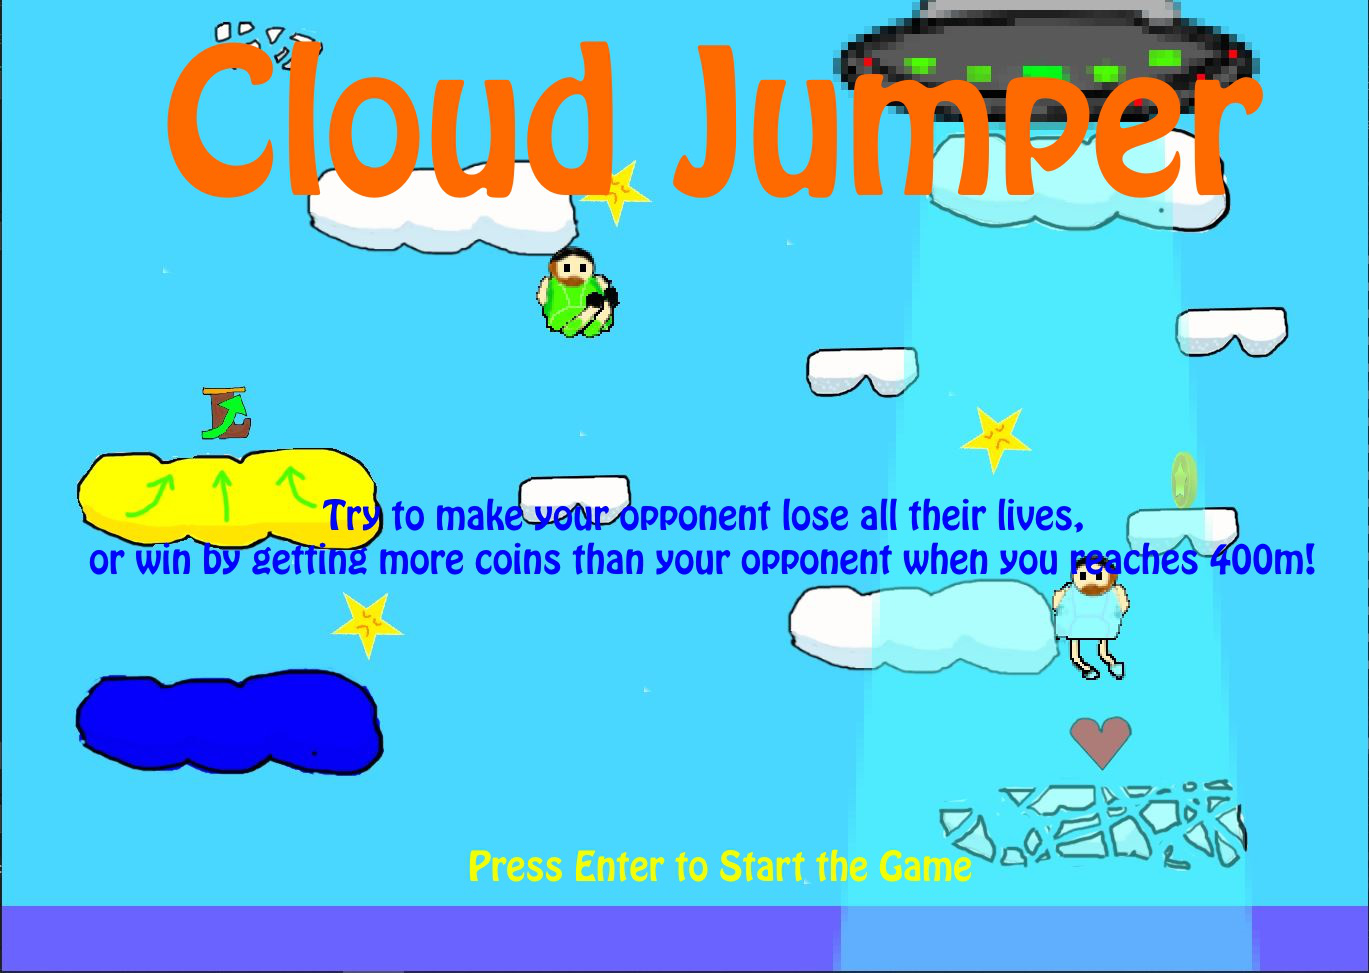 Cloud Jumper
Try to make your opponent lose all their lives,
or win by getting more coins than your opponent when you reaches 400m!
Press Enter to Start the Game